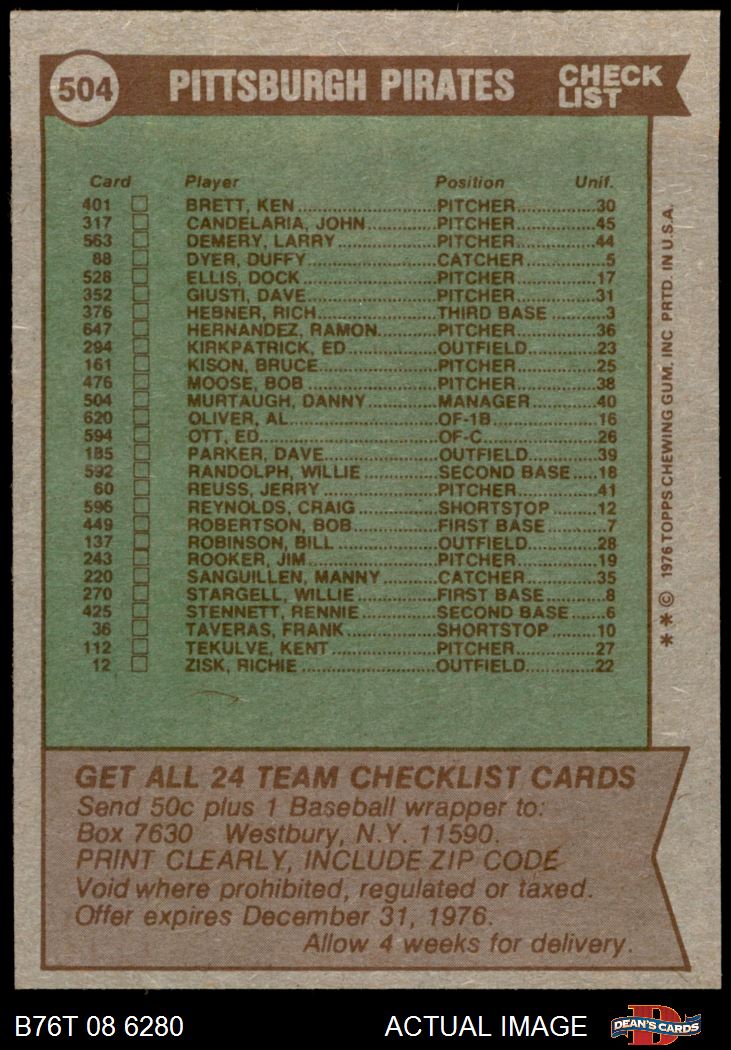 504 PITTSBURGH PIRATES CHECK LIST
Card Player Position Unif.
401 BRETT, KEN PITCHER 30
317 CANDELARIA, JOHN PITCHER 45
563 DEMERY, LARRY PITCHER 44
88 DYER, DUFFY CATCHER 5
528 ELLIS, DOCK PITCHER 17
352 GIUSTI, DAVE PITCHER 31
376 HEBNER, RICH THIRD BASE 3
647 HERNANDEZ, RAMON PITCHER 36
294 KIRKPATRICK, ED OUTFIELD 23
161 KISON, BRUCE PITCHER 25
476 MOOSE, BOB PITCHER 38
504 MURTAUGH, DANNY MANAGER 40
620 OLIVER, AL OF-1B 16
594 OTT, ED OF-C 26
185 PARKER, DAVE OUTFIELD 39
592 RANDOLPH, WILLIE SECOND BASE 18
60 REUSS, JERRY PITCHER 41
596 REYNOLDS, CRAIG SHORTSTOP 12
449 ROBERTSON, BOB FIRST BASE 7
137 ROBINSON, BILL OUTFIELD 28
243 ROOKER, JIM PITCHER 19
220 SANGUILLEN, MANNY CATCHER 35
270 STARGELL, WILLIE FIRST BASE 8
425 STENNETT, RENNIE SECOND BASE 6
36 TAVERAS, FRANK SHORTSTOP 10
112 TEKULVE, KENT PITCHER 27
12 ZISK, RICHIE OUTFIELD 22
* * © 1976 TOPPS CHEWING GUM, INC PRTD. IN U.S.A.
GET ALL 24 TEAM CHECKLIST CARDS
Send 50c plus 1 Baseball wrapper to:
Box 7630 Westbury, N.Y. 11590.
PRINT CLEARLY, INCLUDE ZIP CODE
Void where prohibited, regulated or taxed.
Offer expires December 31, 1976.
Allow 4 weeks for delivery.
B76T 08 6280 ACTUAL IMAGE DEAN'S CARDS